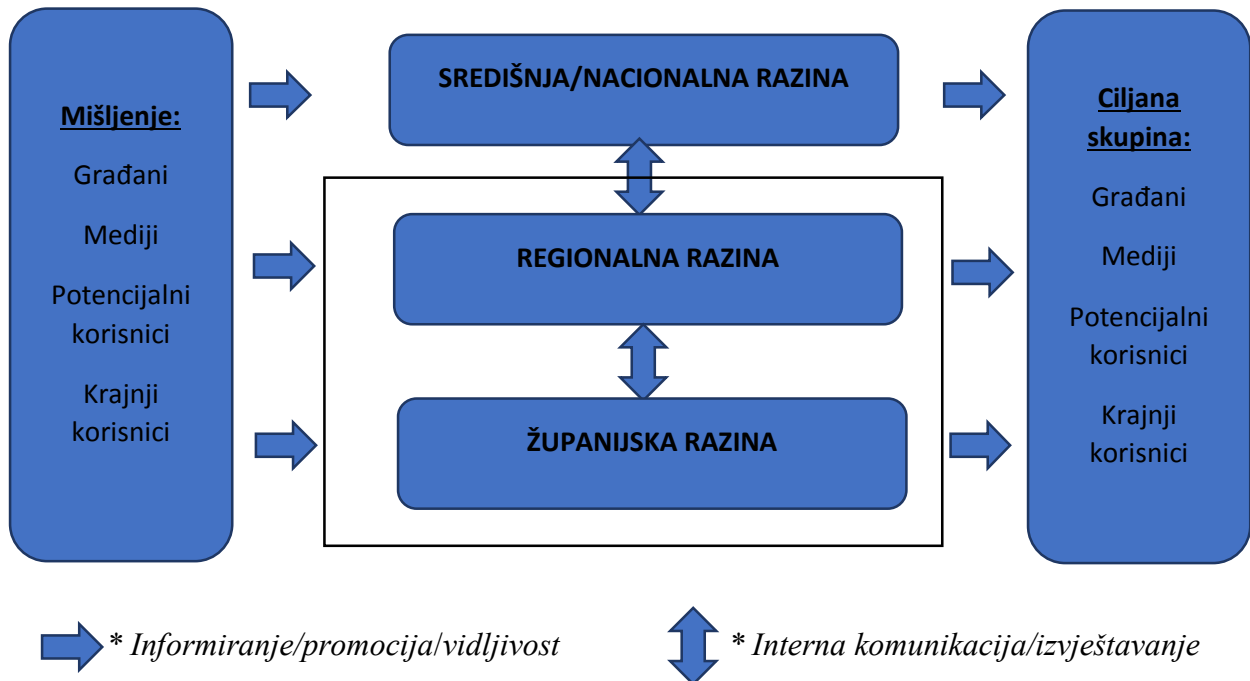 Mišljenje:
Građani
Mediji
Potencijalni
korisnici
Krajnji
korisnici
SREDIŠNJA/NACIONALNA RAZINA
REGIONALNA RAZINA
ŽUPANIJSKA RAZINA
Ciljana
skupina:
Građani
Mediji
Potencijalni
korisnici
Krajnji
korisnici
* Informiranje/promocija/vidljivost
* Interna komunikacija/izvještavanje